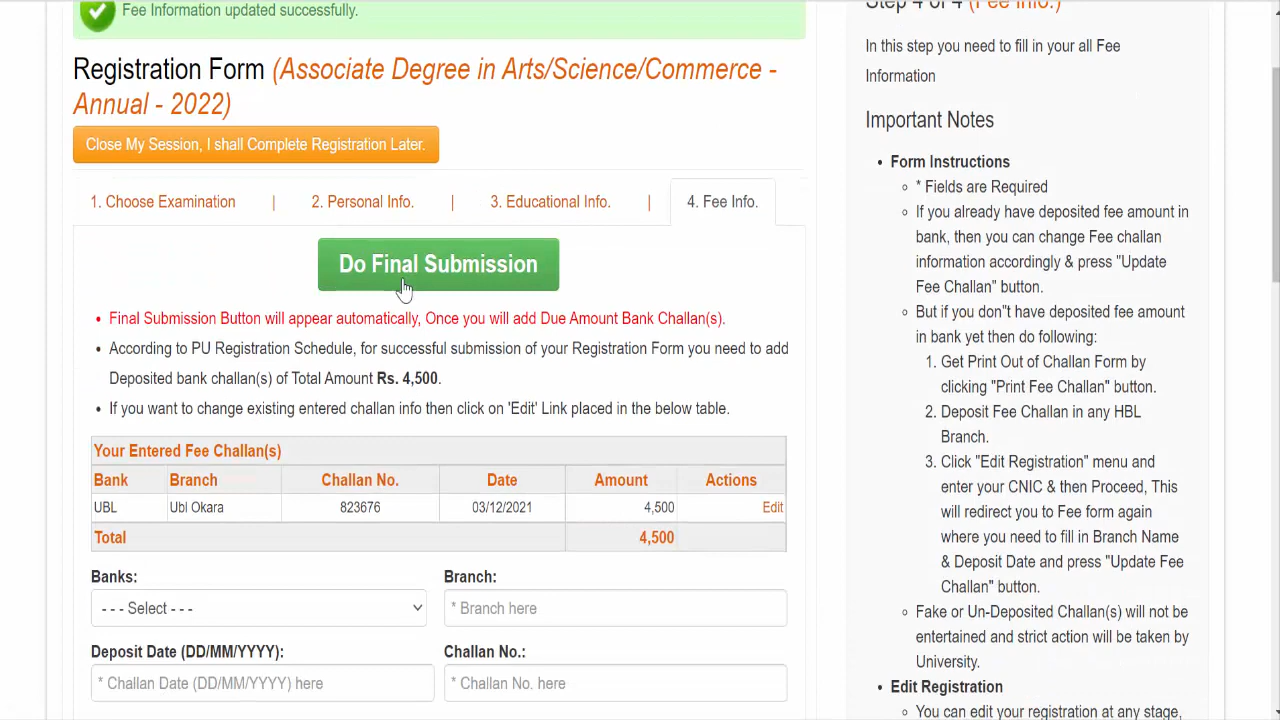 Fee Information updated successfully.
Registration Form (Associate Degree in Arts/Science/Commerce -
Annual - 2022)
Close My Session, I shall Complete Registration Later.
1. Choose Examination | 2. Personal Info. | 3. Educational Info. | 4. Fee Info.
Do Final Submission
• Final Submission Button will appear automatically, Once you will add Due Amount Bank Challan(s).
• According to PU Registration Schedule, for successful submission of your Registration Form you need to add
Deposited bank challan(s) of Total Amount Rs. 4,500.
• If you want to change existing entered challan info then click on 'Edit' Link placed in the below table.
Your Entered Fee Challan(s)
Bank Branch Challan No. Date Amount Actions
UBL Ubl Okara 823676 03/12/2021 4,500 Edit
Total 4,500
Banks: Branch:
- - - Select - - - * Branch here
Deposit Date (DD/MM/YYYY): Challan No.:
* Challan Date (DD/MM/YYYY) here * Challan No. here
Step 4 of 4 (Fee Info.)
In this step you need to fill in your all Fee
Information
Important Notes
• Form Instructions
* Fields are Required
If you already have deposited fee amount in
bank, then you can change Fee challan
information accordingly & press "Update
Fee Challan" button.
But if you don"t have deposited fee amount
in bank yet then do following:
1. Get Print Out of Challan Form by
clicking "Print Fee Challan" button.
2. Deposit Fee Challan in any HBL
Branch.
3. Click "Edit Registration" menu and
enter your CNIC & then Proceed, This
will redirect you to Fee form again
where you need to fill in Branch Name
& Deposit Date and press "Update Fee
Challan" button.
Fake or Un-Deposited Challan(s) will not be
entertained and strict action will be taken by
University.
• Edit Registration
You can edit your registration at any stage,